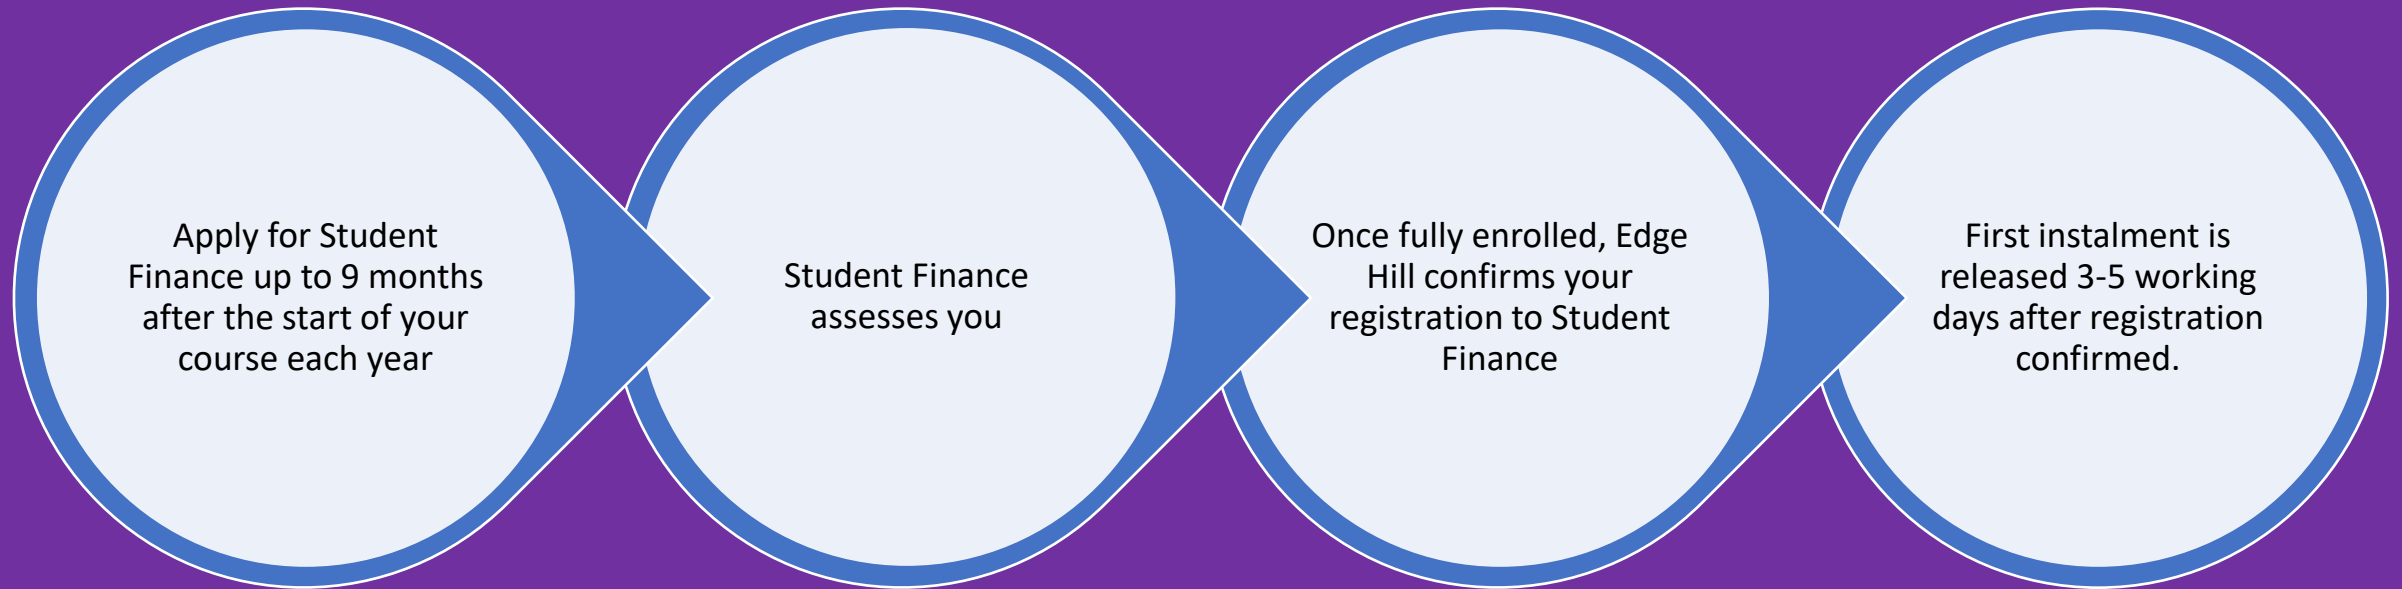 Apply for Student
Finance up to 9 months
after the start of your
course each year
Student Finance
assesses you
Once fully enrolled, Edge
Hill confirms your
registration to Student
Finance
First instalment is
released 3-5 working
days after registration
confirmed.